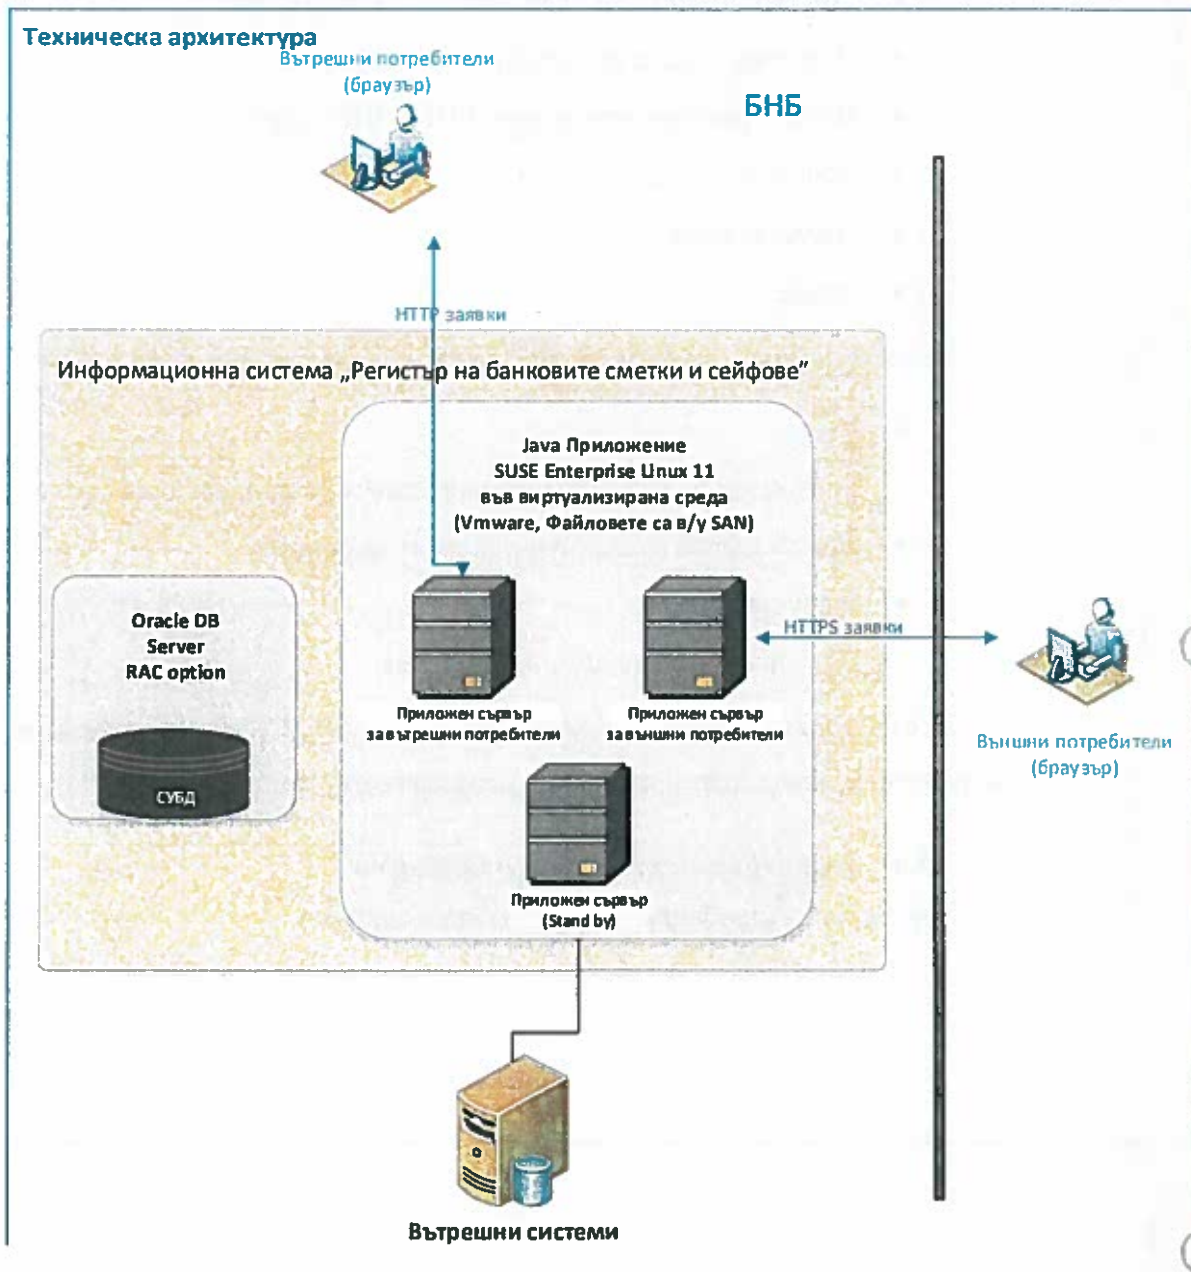 Техническа архитектура
Вътрешни потребители
(браузър)
БНБ
HTTP заявки
Информационна система „Регистър на банковите сметки и сейфове”
Java Приложение
SUSE Enterprise Linux 11
във виртуализирана среда
(Vmware, Файловете са в/у SAN)
Oracle DB
Server
RAC option
СУБД
Приложен сървър
за вътрешни потребители
Приложен сървър
за външни потребители
HTTPS заявки
Външни потребители
(браузър)
Приложен сървър
(Stand by)
Вътрешни системи